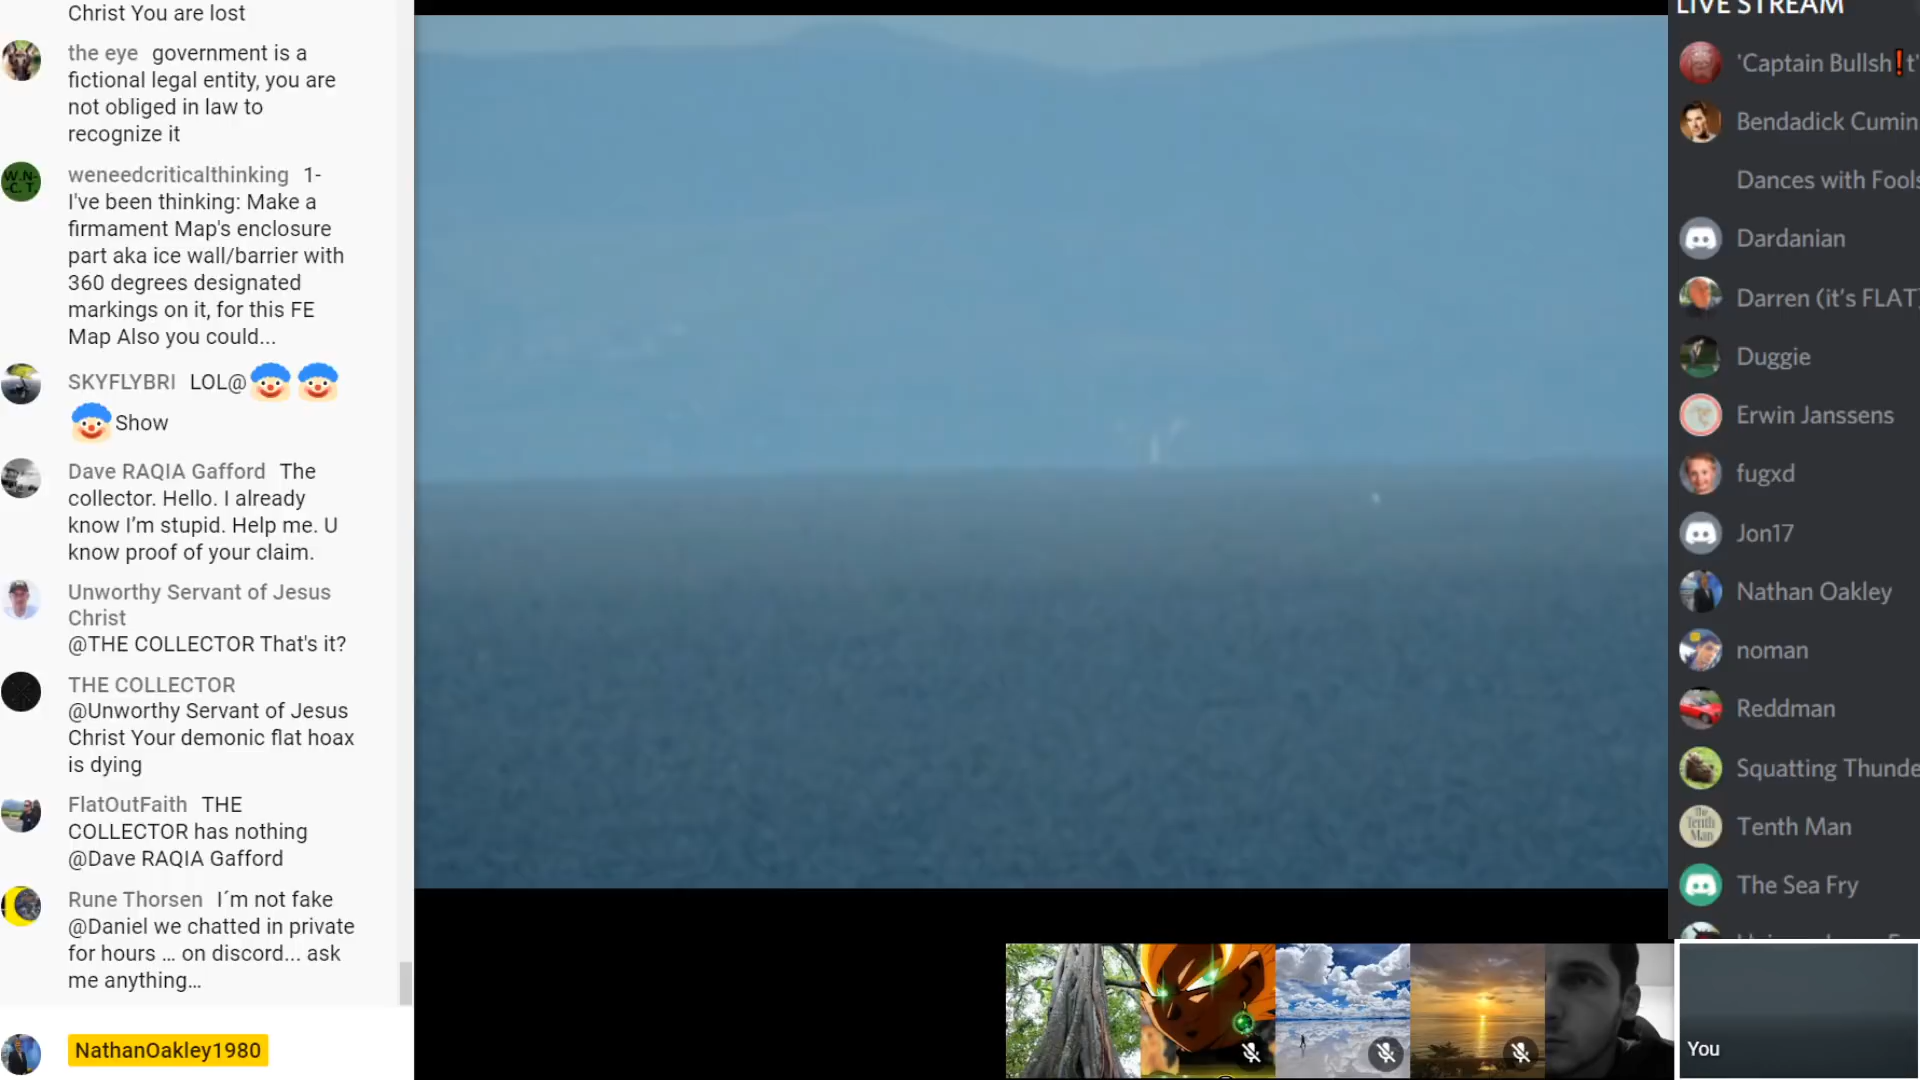 Christ You are lost
the eye government is a
fictional legal entity, you are
not obliged in law to
recognize it
W.N-
-C.T.
weneedcriticalthinking 1-
I've been thinking: Make a
firmament Map's enclosure
part aka ice wall/barrier with
360 degrees designated
markings on it, for this FE
Map Also you could...
SKYFLYBRI LOL@🤡🤡
🤡Show
Dave RAQIA Gafford The
collector. Hello. I already
know I’m stupid. Help me. U
know proof of your claim.
Unworthy Servant of Jesus
Christ
@THE COLLECTOR That's it?
THE COLLECTOR
@Unworthy Servant of Jesus
Christ Your demonic flat hoax
is dying
FlatOutFaith THE
COLLECTOR has nothing
@Dave RAQIA Gafford
Rune Thorsen I´m not fake
@Daniel we chatted in private
for hours … on discord... ask
me anything…
NathanOakley1980
LIVE STREAM
'Captain Bullsh❗t'
Bendadick Cumin
Dances with Fools
Dardanian
Darren (it's FLAT)
Duggie
Erwin Janssens
fugxd
Jon17
Nathan Oakley
noman
Reddman
Squatting Thunde
The
Tenth
Man
Tenth Man
The Sea Fry
You